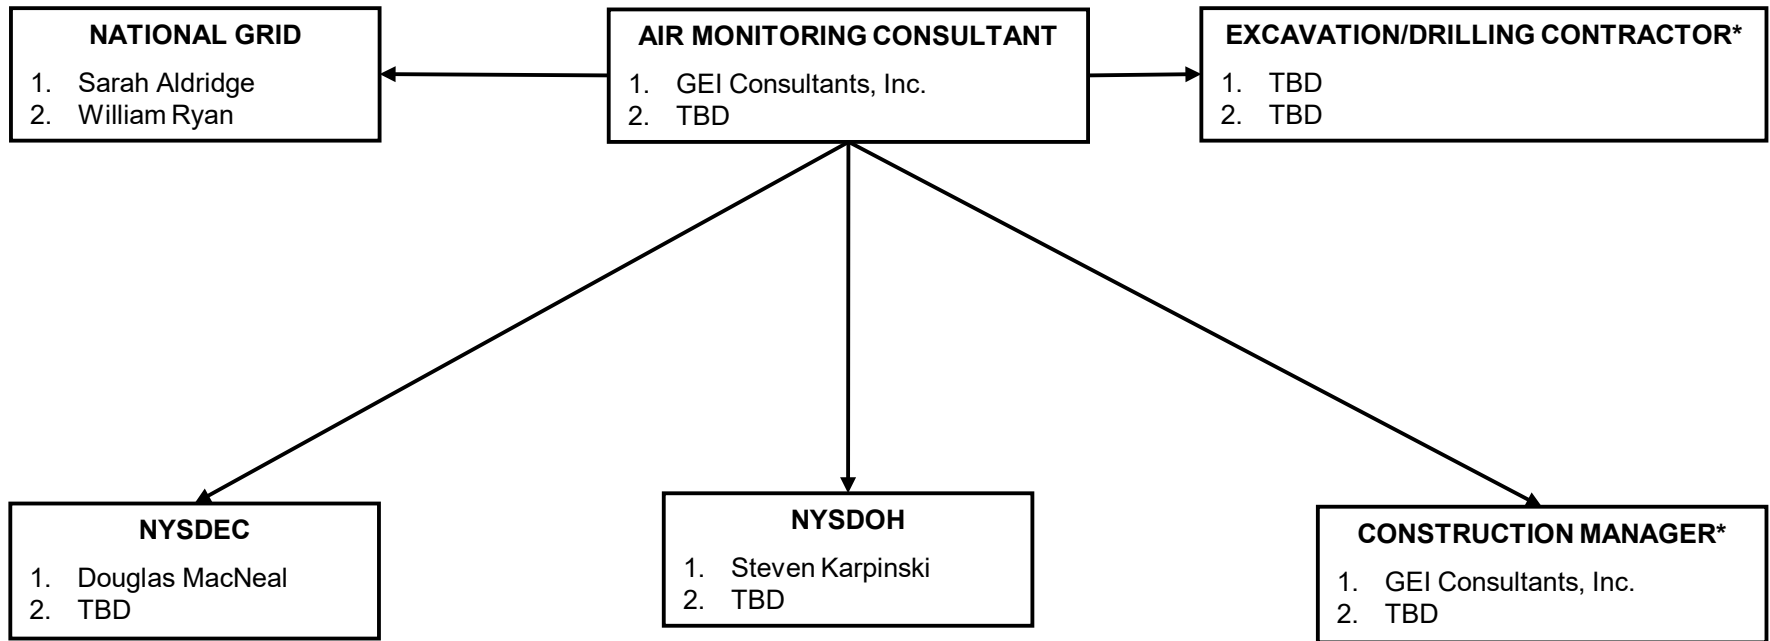 NATIONAL GRID
1. Sarah Aldridge
2. William Ryan
AIR MONITORING CONSULTANT
1. GEI Consultants, Inc.
2. TBD
EXCAVATION/DRILLING CONTRACTOR*
1. TBD
2. TBD
NYSDEC
1. Douglas MacNeal
2. TBD
NYSDOH
1. Steven Karpinski
2. TBD
CONSTRUCTION MANAGER*
1. GEI Consultants, Inc.
2. TBD